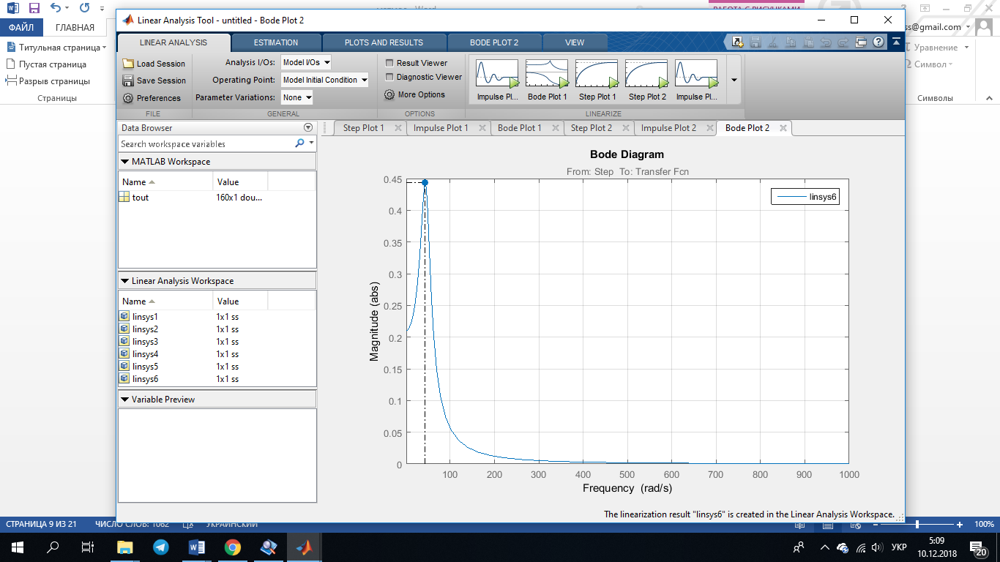 Linear Analysis Tool - untitled - Bode Plot 2
ss@gmail.com
ФАЙЛ ГЛАВНАЯ
Титульная страница
Пустая страница
Разрыв страницы
Страницы
Уравнение
Символ
Символы
LINEAR ANALYSIS ESTIMATION PLOTS AND RESULTS BODE PLOT 2 VIEW
Load Session
Save Session
Preferences
FILE
Analysis I/Os: Model I/Os
Operating Point: Model Initial Condition
Parameter Variations: None
GENERAL
Result Viewer
Diagnostic Viewer
More Options
OPTIONS
Impulse Pl... Bode Plot 1 Step Plot 1 Step Plot 2 Impulse Pl...
LINEARIZE
Data Browser
Search workspace variables
MATLAB Workspace
Name Value
tout 160x1 dou...
Linear Analysis Workspace
Name Value
linsys1 1x1 ss
linsys2 1x1 ss
linsys3 1x1 ss
linsys4 1x1 ss
linsys5 1x1 ss
linsys6 1x1 ss
Variable Preview
Step Plot 1 Impulse Plot 1 Bode Plot 1 Step Plot 2 Impulse Plot 2 Bode Plot 2
Bode Diagram
From: Step To: Transfer Fcn
linsys6
0.45
0.4
0.35
0.3
0.25
0.2
0.15
0.1
0.05
0
Magnitude (abs)
100 200 300 400 500 600 700 800 900 1000
Frequency (rad/s)
The linearization result "linsys6" is created in the Linear Analysis Workspace.
СТРАНИЦА 9 ИЗ 21 ЧИСЛО СЛОВ: 1062 УКРАИНСКИЙ 100%
УКР
5:09
10.12.2018
20